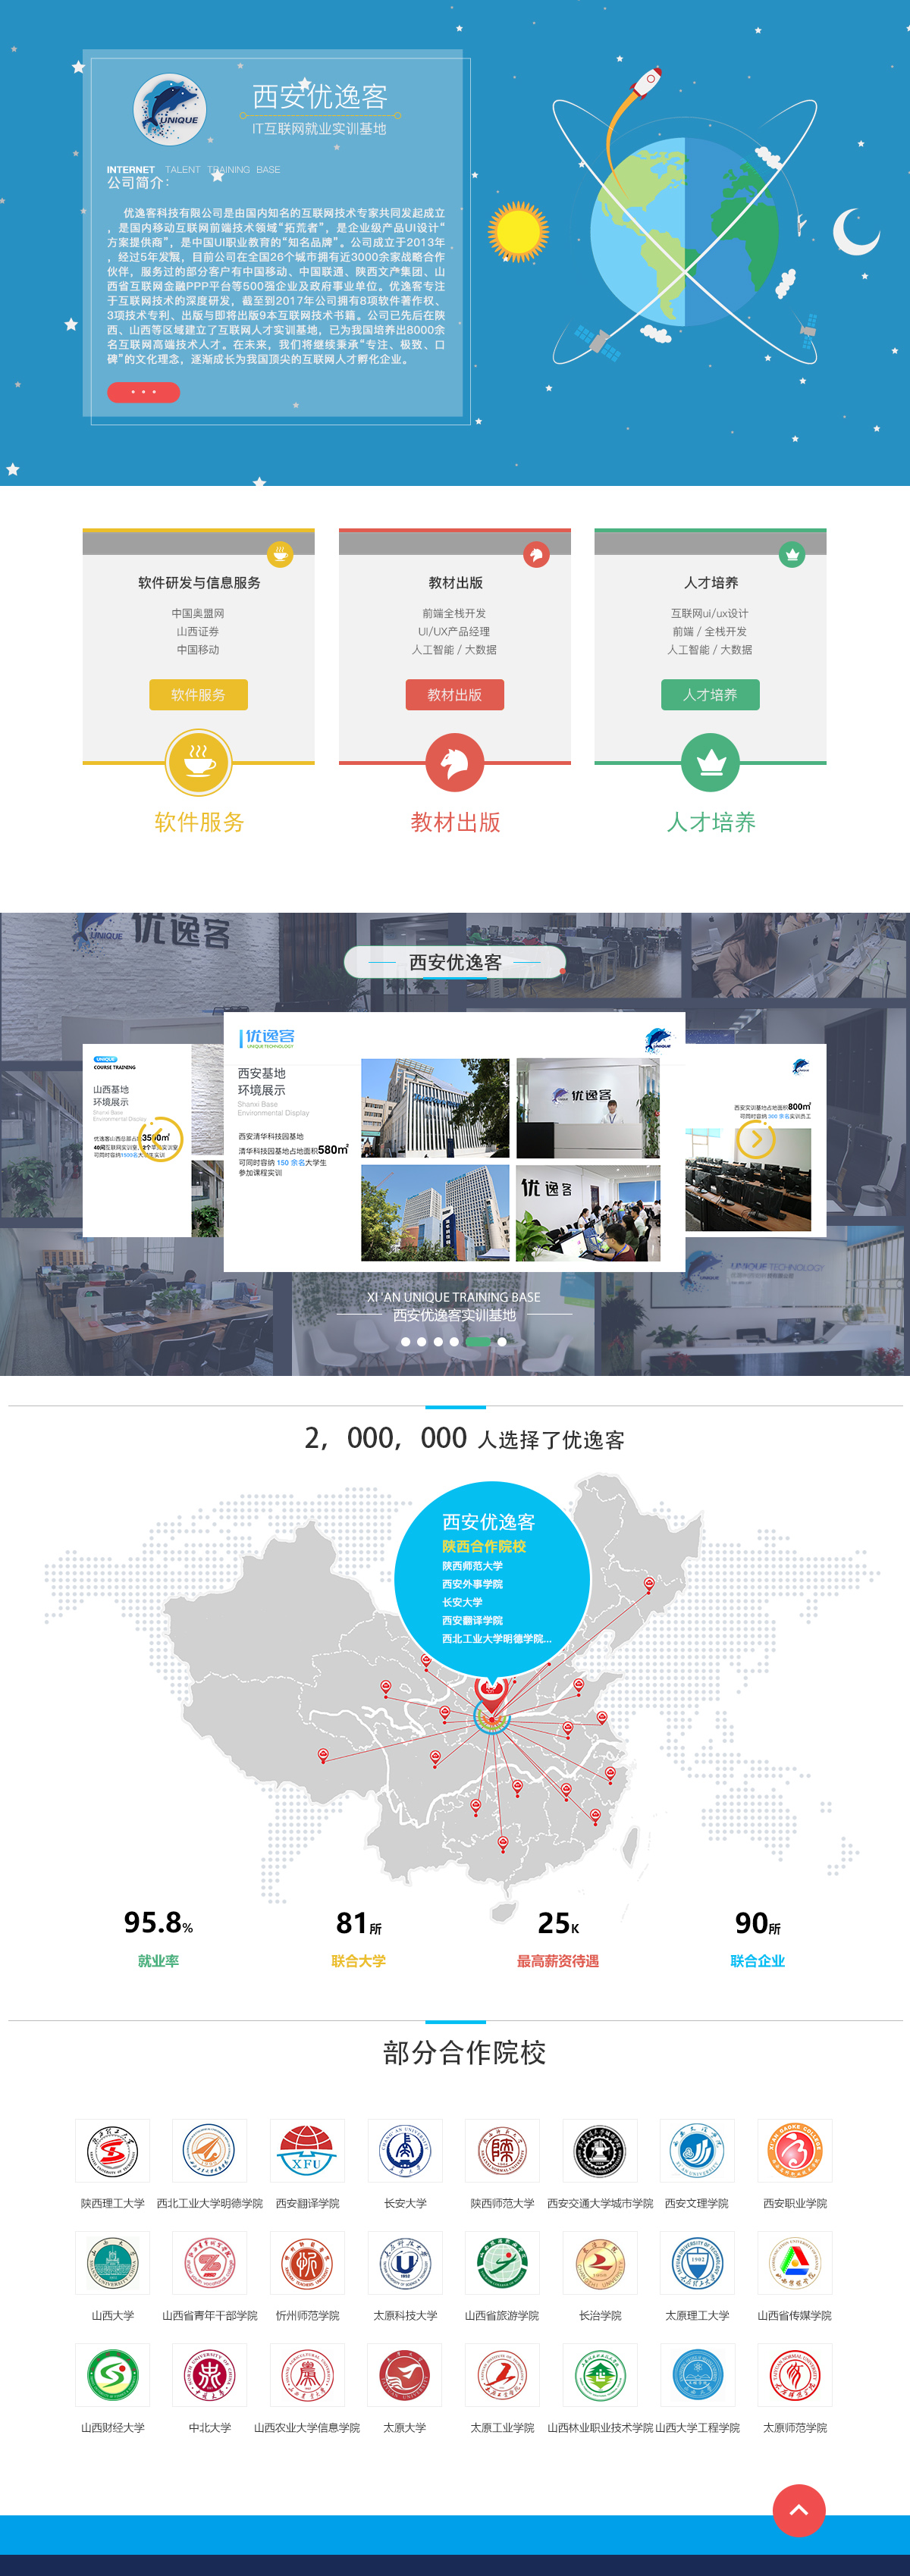 西安优逸客
UNIQUE
IT互联网就业实训基地
INTERNET TALENT TRAINING BASE
公司简介：
优逸客科技有限公司是由国内知名的互联网技术专家共同发起成立
，是国内移动互联网前端技术领域“拓荒者”，是企业级产品UI设计“
方案提供商”，是中国UI职业教育的“知名品牌”。公司成立于2013年
，经过5年发展，目前公司在全国26个城市拥有近3000余家战略合作
伙伴，服务过的部分客户有中国移动、中国联通、陕西文产集团、山
西省互联网金融PPP平台等500强企业及政府事业单位。优逸客专注
于互联网技术的深度研发，截至到2017年公司拥有8项软件著作权、
3项技术专利、出版与即将出版9本互联网技术书籍。公司已先后在陕
西、山西等区域建立了互联网人才实训基地，已为我国培养出8000余
名互联网高端技术人才。在未来，我们将继续秉承“专注、极致、口
碑”的文化理念，逐渐成长为我国顶尖的互联网人才孵化企业。
软件研发与信息服务
中国奥盟网
山西证券
中国移动
软件服务
软件服务
教材出版
前端全栈开发
UI/UX产品经理
人工智能 / 大数据
教材出版
教材出版
人才培养
互联网ui/ux设计
前端 / 全栈开发
人工智能 / 大数据
人才培养
人才培养
优逸客
UNIQUE
西安优逸客
UNIQUE
COURSE TRAINING
山西基地
环境展示
Shanxi Base
Environmental Display
优逸客
UNIQUE TECHNOLOGY
UNIQUE
西安基地
环境展示
Shanxi Base
Environmental Display
西安清华科技园基地
清华科技园基地占地面积580㎡
可同时容纳 150 余名大学生
参加课程实训
优逸客
优逸客
西安实训基地占地面积800㎡
可同时容纳 300 余名实训员工
UNIQUE TECHNOLOGY
XI 'AN UNIQUE TRAINING BASE
西安优逸客实训基地
2，000，000 人选择了优逸客
西安优逸客
陕西合作院校
陕西师范大学
西安外事学院
长安大学
西安翻译学院
西北工业大学明德学院...
95.8%
就业率
81所
联合大学
25K
最高薪资待遇
90所
联合企业
部分合作院校
XFU
陕西理工大学 西北工业大学明德学院 西安翻译学院 长安大学 陕西师范大学 西安交通大学城市学院 西安文理学院 西安职业学院
1902
山西大学 山西省青年干部学院 忻州师范学院 太原科技大学 山西省旅游学院 长治学院 太原理工大学 山西省传媒学院
山西财经大学 中北大学 山西农业大学信息学院 太原大学 太原工业学院 山西林业职业技术学院 山西大学工程学院 太原师范学院